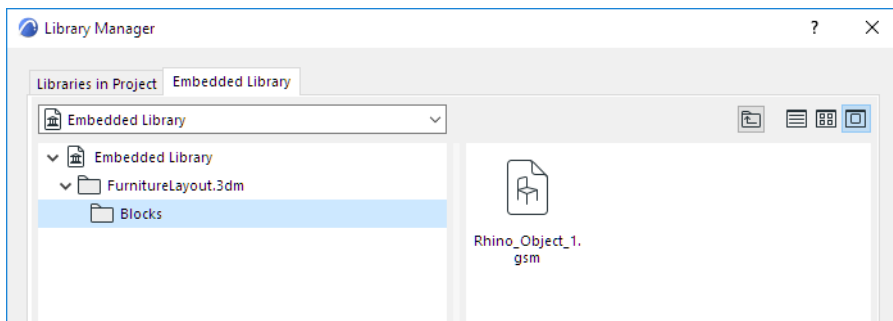 Library Manager
?
Libraries in Project
Embedded Library
Embedded Library
Embedded Library
FurnitureLayout.3dm
Blocks
Rhino_Object_1.
gsm